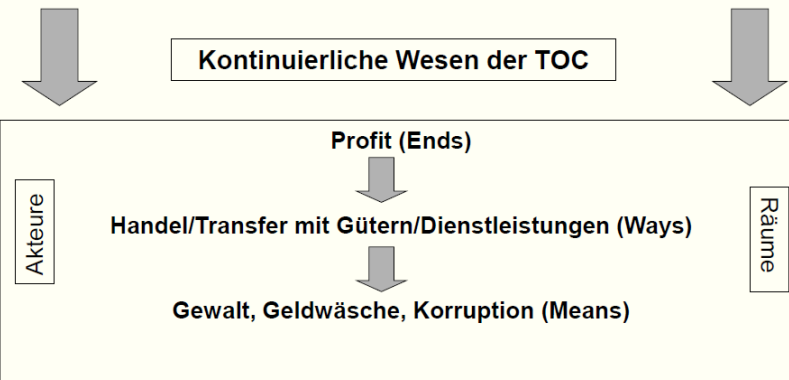 Kontinuierliche Wesen der TOC
Profit (Ends)
Akteure
Handel/Transfer mit Gütern/Dienstleistungen (Ways)
Räume
Gewalt, Geldwäsche, Korruption (Means)